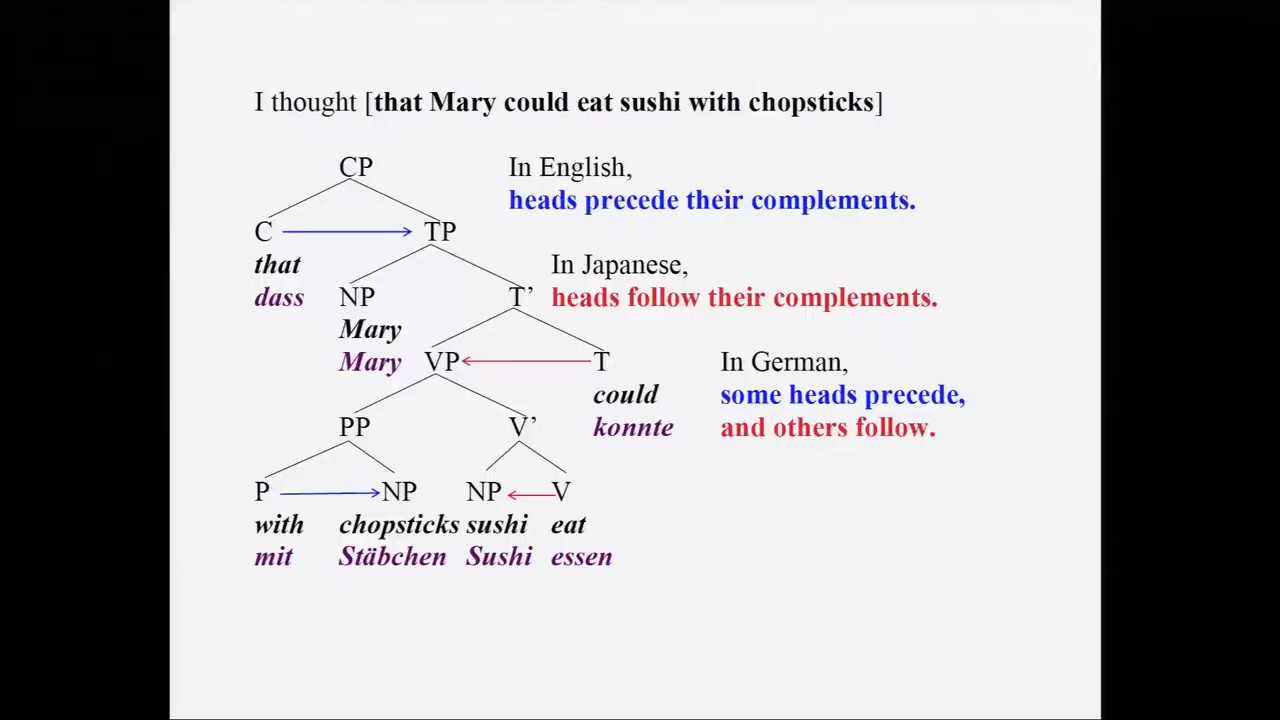 I thought [that Mary could eat sushi with chopsticks]
CP
In English,
heads precede their complements.
C TP
that
In Japanese,
dass NP T’ heads follow their complements.
Mary
Mary VP T In German,
could some heads precede,
PP V’ konnte and others follow.
P NP NP V
with chopsticks sushi eat
mit Stäbchen Sushi essen